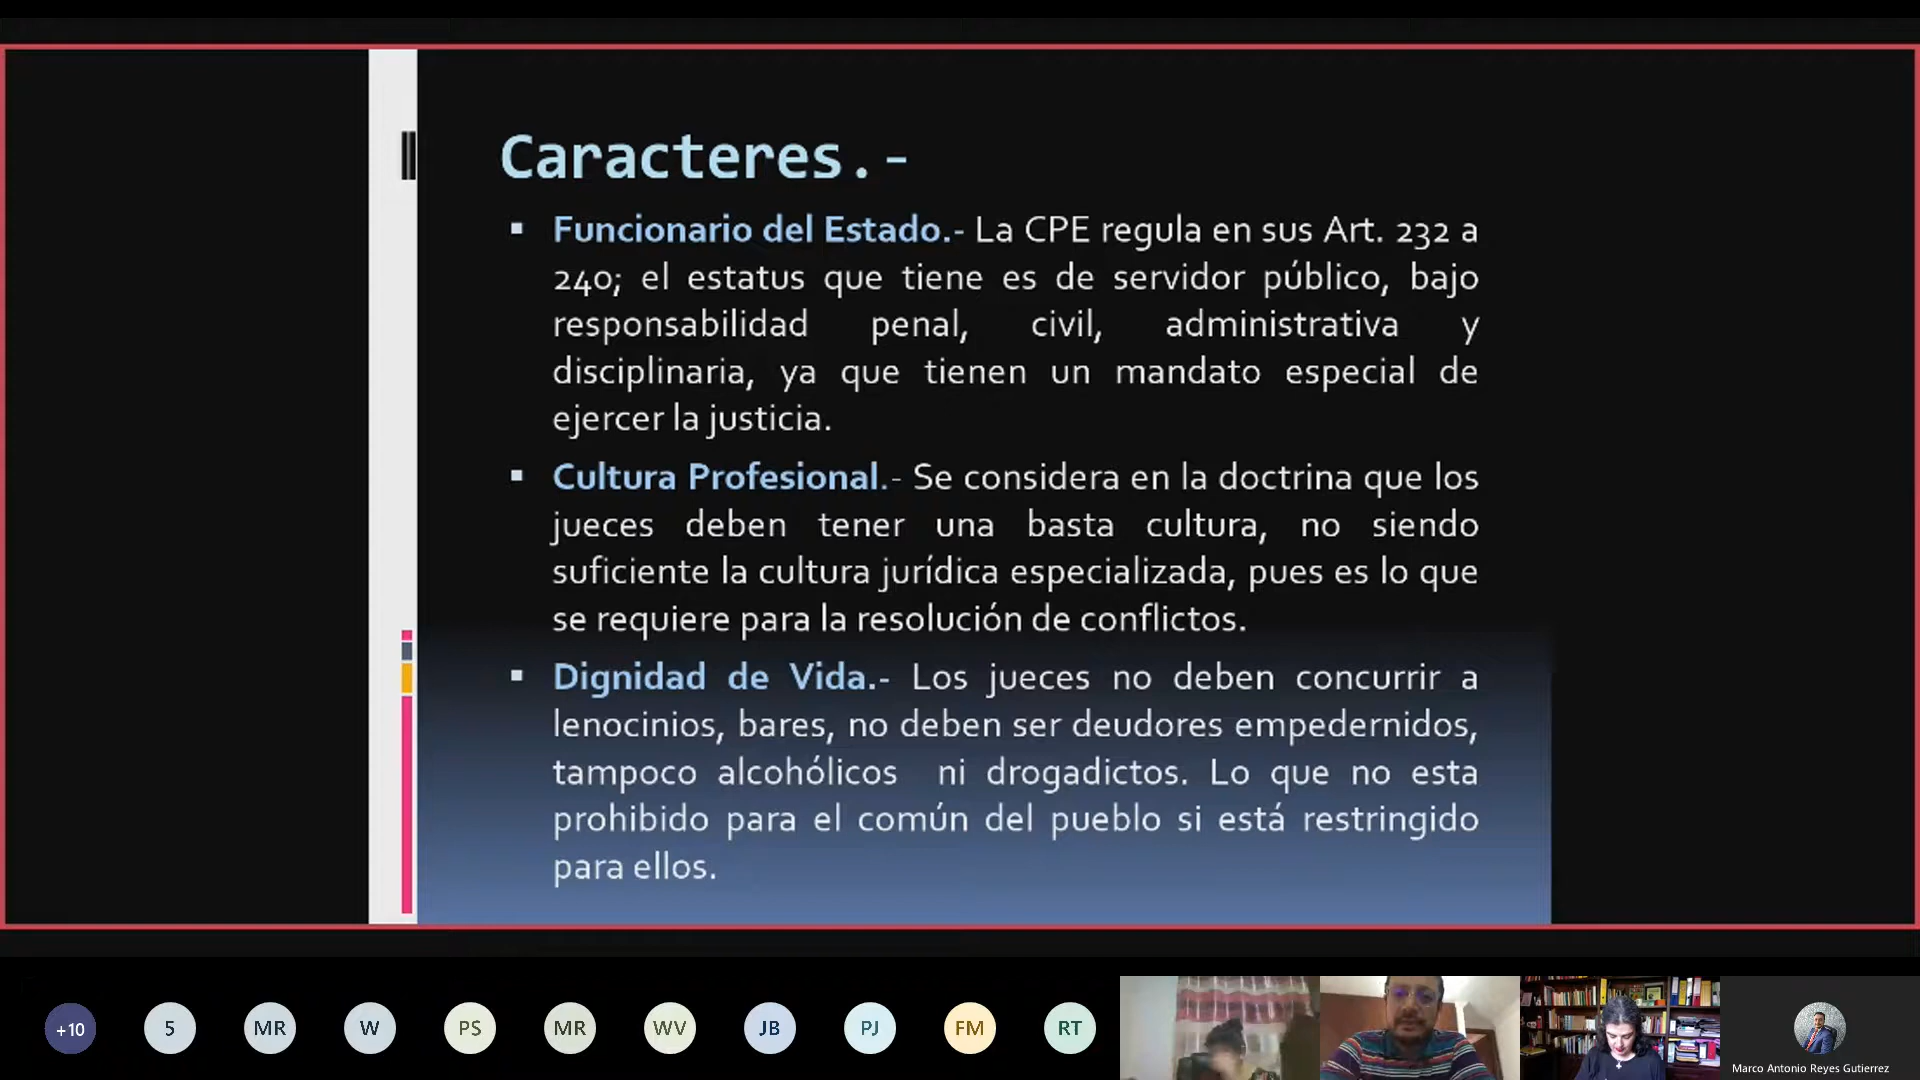 Caracteres.-
▪ Funcionario del Estado.- La CPE regula en sus Art. 232 a
240; el estatus que tiene es de servidor público, bajo
responsabilidad penal, civil, administrativa y
disciplinaria, ya que tienen un mandato especial de
ejercer la justicia.
▪ Cultura Profesional.- Se considera en la doctrina que los
jueces deben tener una basta cultura, no siendo
suficiente la cultura jurídica especializada, pues es lo que
se requiere para la resolución de conflictos.
▪ Dignidad de Vida.- Los jueces no deben concurrir a
lenocinios, bares, no deben ser deudores empedernidos,
tampoco alcohólicos ni drogadictos. Lo que no esta
prohibido para el común del pueblo si está restringido
para ellos.
+10 5 MR W PS MR WV JB PJ FM RT
Marco Antonio Reyes Gutierrez